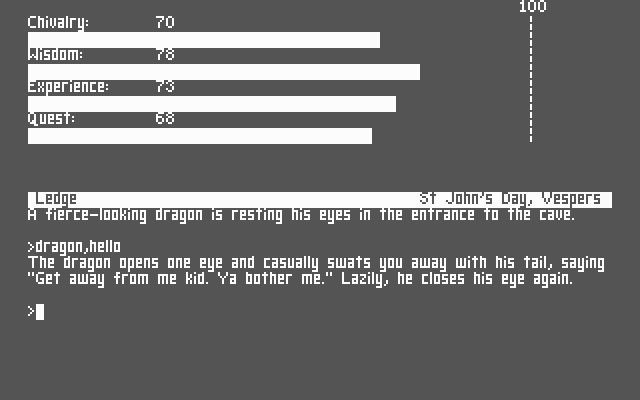 100
Chivalry: 70
Wisdom: 78
Experience: 73
Quest: 68
Ledge St John's Day, Vespers
A fierce-looking dragon is resting his eyes in the entrance to the cave.
>dragon,hello
The dragon opens one eye and casually swats you away with his tail, saying
"Get away from me kid. Ya bother me." Lazily, he closes his eye again.
>